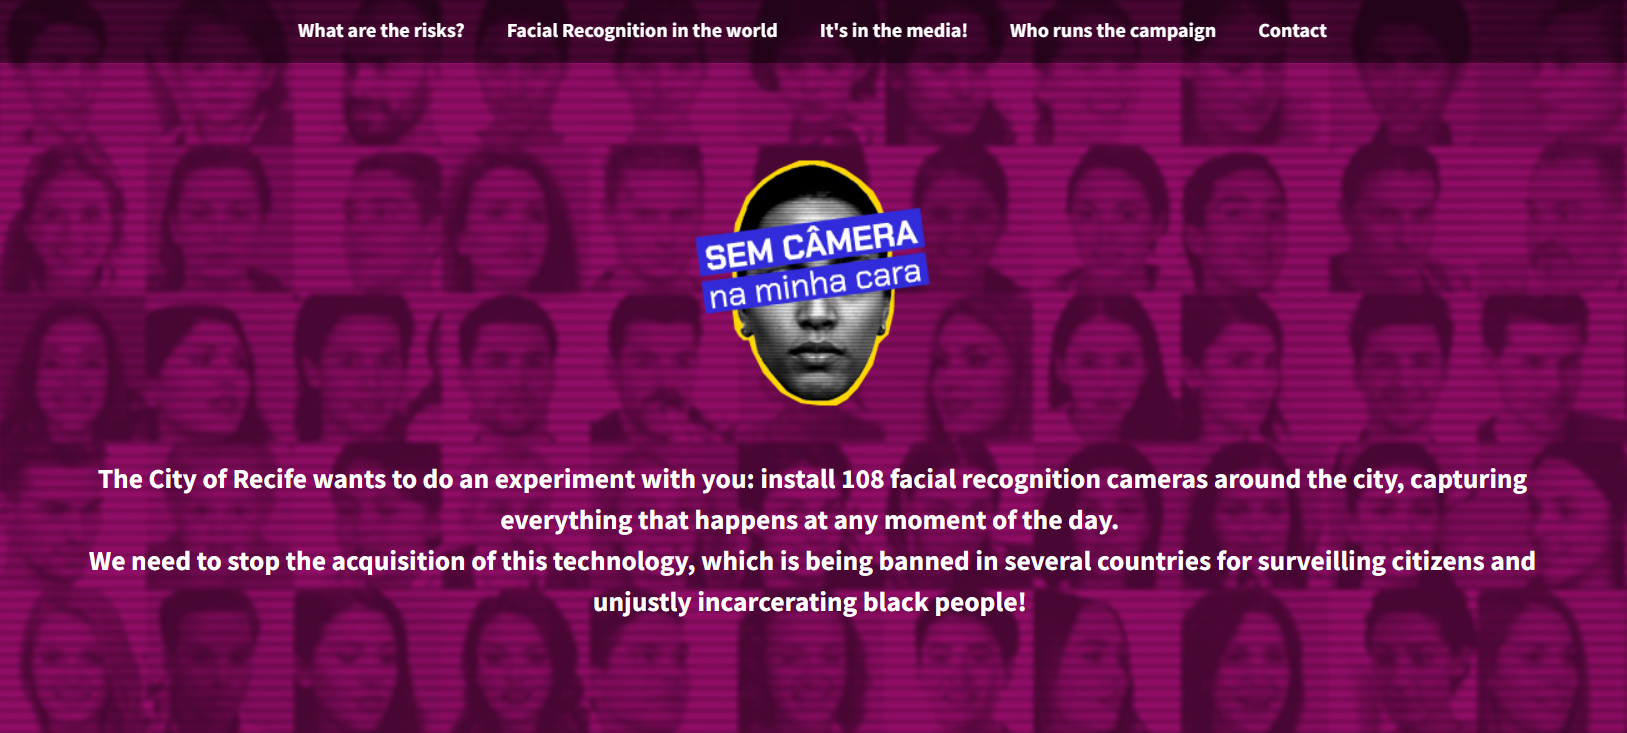 What are the risks? Facial Recognition in the world It's in the media! Who runs the campaign Contact
SEM CÂMERA
na minha cara
The City of Recife wants to do an experiment with you: install 108 facial recognition cameras around the city, capturing
everything that happens at any moment of the day.
We need to stop the acquisition of this technology, which is being banned in several countries for surveilling citizens and
unjustly incarcerating black people!